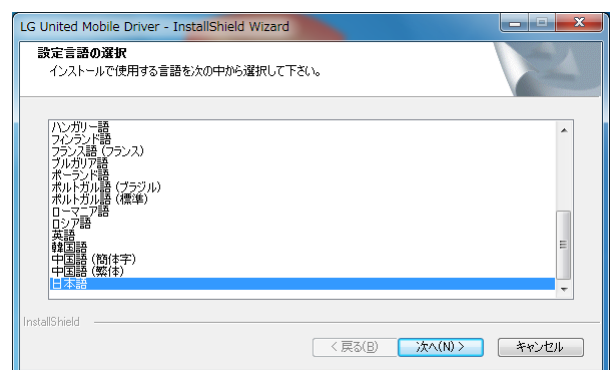 LG United Mobile Driver - InstallShield Wizard
設定言語の選択
インストールで使用する言語を次の中から選択して下さい。
ハンガリー語
フィンランド語
フランス語 (フランス)
ブルガリア語
ポーランド語
ポルトガル語 (ブラジル)
ポルトガル語 (標準)
ローマニア語
ロシア語
英語
韓国語
中国語 (簡体字)
中国語 (繁体)
日本語
InstallShield
< 戻る(B)
次へ(N) >
キャンセル